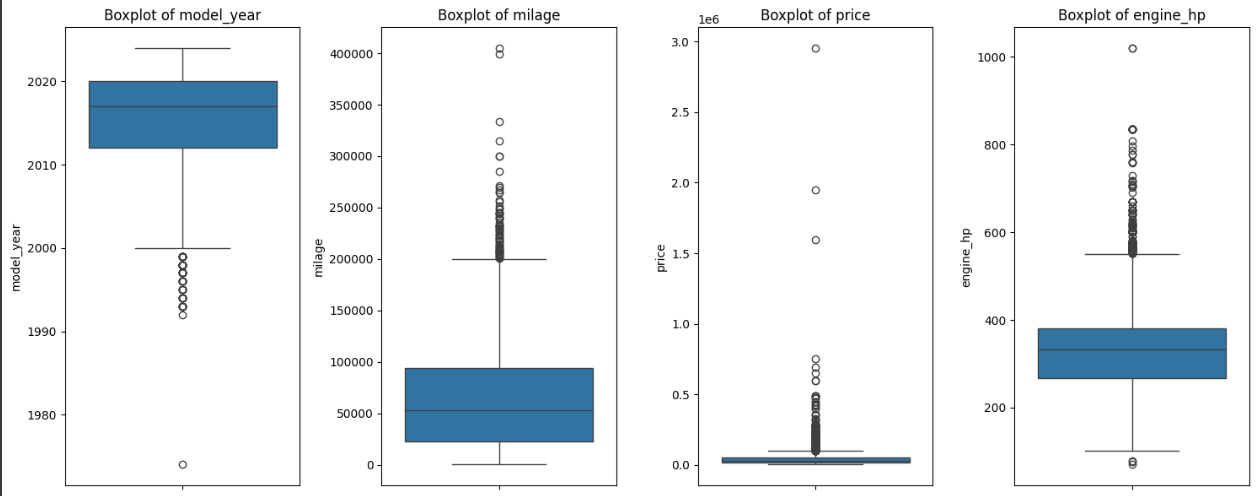 Boxplot of model_year
2020
2010
2000
1990
1980
model_year
Boxplot of milage
400000
350000
300000
250000
200000
150000
100000
50000
0
milage
Boxplot of price
1e6
3.0
2.5
2.0
1.5
1.0
0.5
0.0
price
Boxplot of engine_hp
1000
800
600
400
200
engine_hp